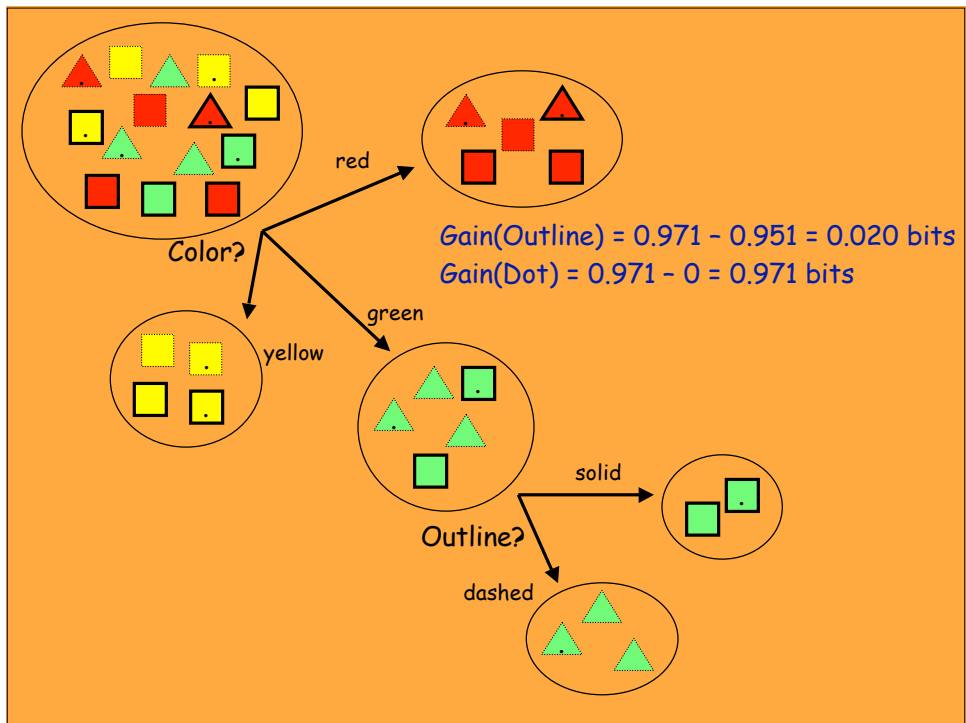 red
Color?
Gain(Outline) = 0.971 – 0.951 = 0.020 bits
Gain(Dot) = 0.971 – 0 = 0.971 bits
green
yellow
solid
Outline?
dashed